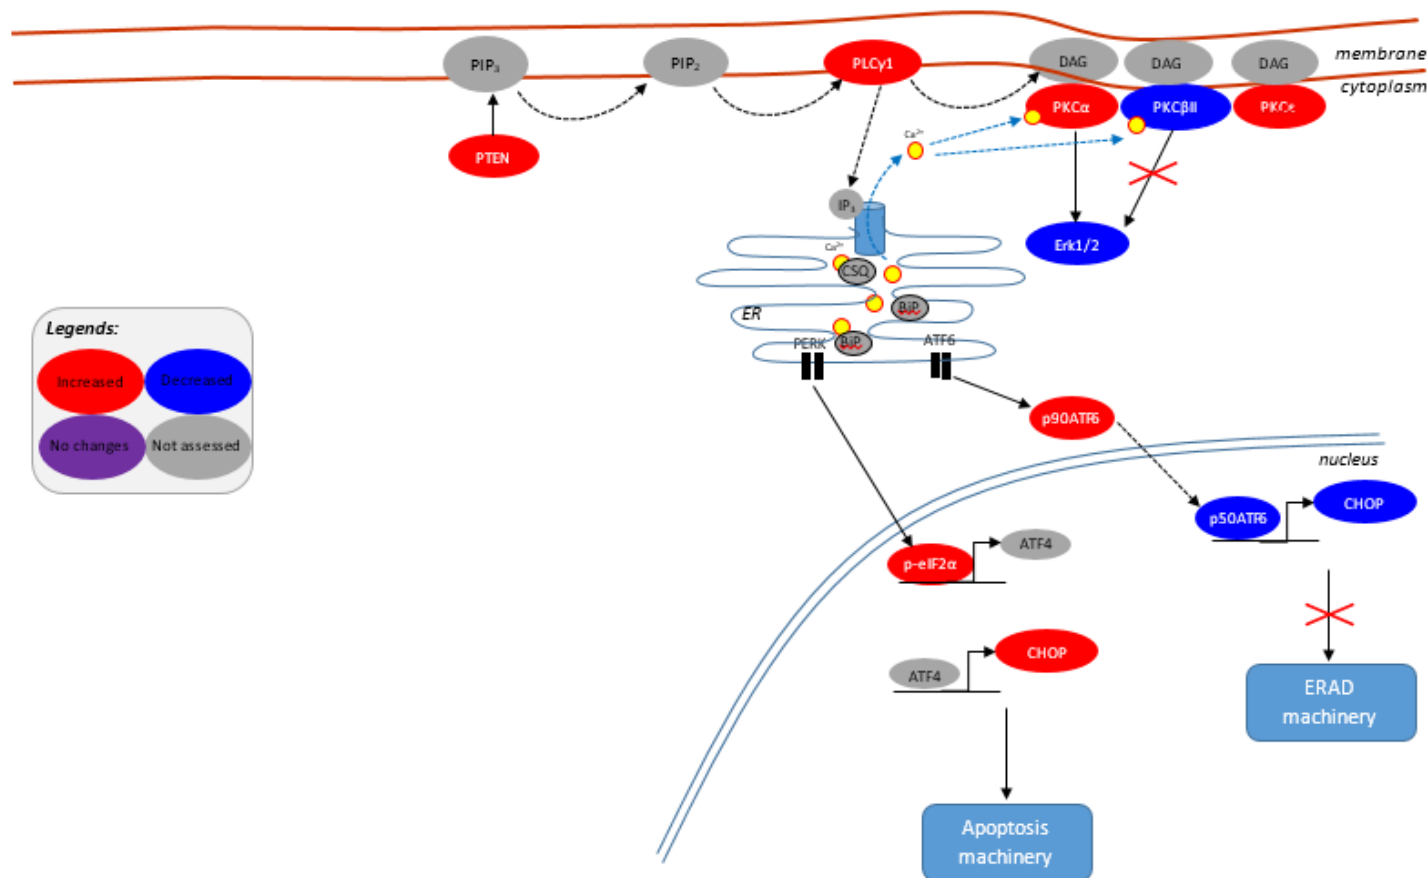 membrane
cytoplasm
PIP₃
PIP₂
PLCγ1
DAG
DAG
DAG
PTEN
PKCα
PKCβII
PKCε
Ca²⁺
IP₃
Erk1/2
Ca²⁺
CSQ
ER
BiP
PERK
BiP
ATF6
Legends:
Increased
Decreased
No changes
Not assessed
p90ATF6
nucleus
p50ATF6
CHOP
p-eIF2α
ATF4
ATF4
CHOP
ERAD
machinery
Apoptosis
machinery